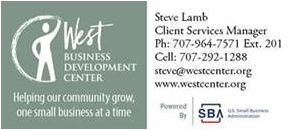 West
BUSINESS
DEVELOPMENT
CENTER
Helping our community grow,
one small business at a time
Steve Lamb
Client Services Manager
Ph: 707-964-7571 Ext. 201
Cell: 707-292-1288
steve@westcenter.org
www.westcenter.org
Powered
By
SBA
U.S. Small Business
Administration